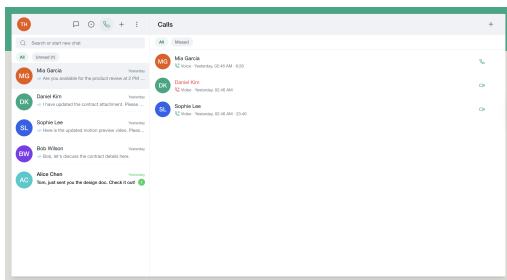 TH
Search or start new chat
All Unread (1)
MG Mia Garcia Yesterday
Are you available for the product review at 2 PM ...
DK Daniel Kim Yesterday
I have updated the contract attachment. Please ...
SL Sophie Lee Yesterday
Here is the updated motion preview video. Pleas...
BW Bob Wilson Yesterday
Bob, let's discuss the contract details here.
AC Alice Chen Yesterday
Tom, just sent you the design doc. Check it out! 1
Calls
All Missed
MG Mia Garcia
Voice · Yesterday, 02:45 AM · 6:28
DK Daniel Kim
Video · Yesterday, 02:46 AM
SL Sophie Lee
Video · Yesterday, 02:46 AM · 20:40